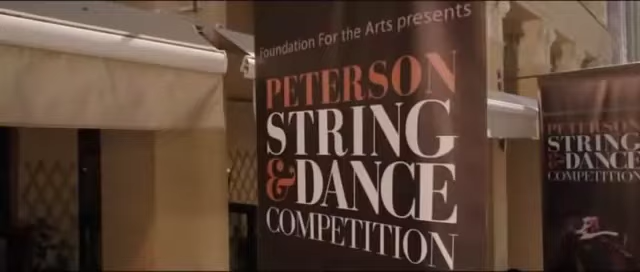 Foundation For the Arts presents
PETERSON
STRING
&DANCE
COMPETITION
PETERSON
STRING
&DANCE
COMPETITION